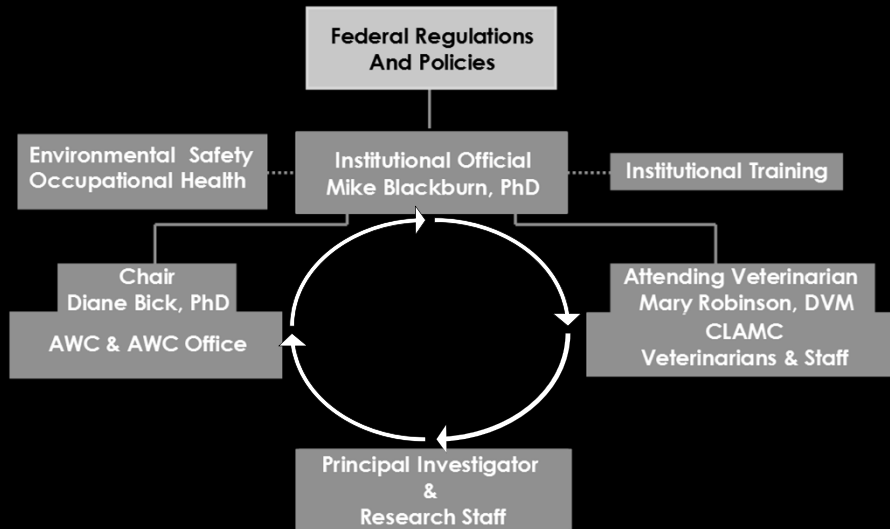 Federal Regulations
And Policies
Environmental Safety
Occupational Health
Institutional Official
Mike Blackburn, PhD
Institutional Training
Chair
Diane Bick, PhD
AWC & AWC Office
Attending Veterinarian
Mary Robinson, DVM
CLAMC
Veterinarians & Staff
Principal Investigator
&
Research Staff